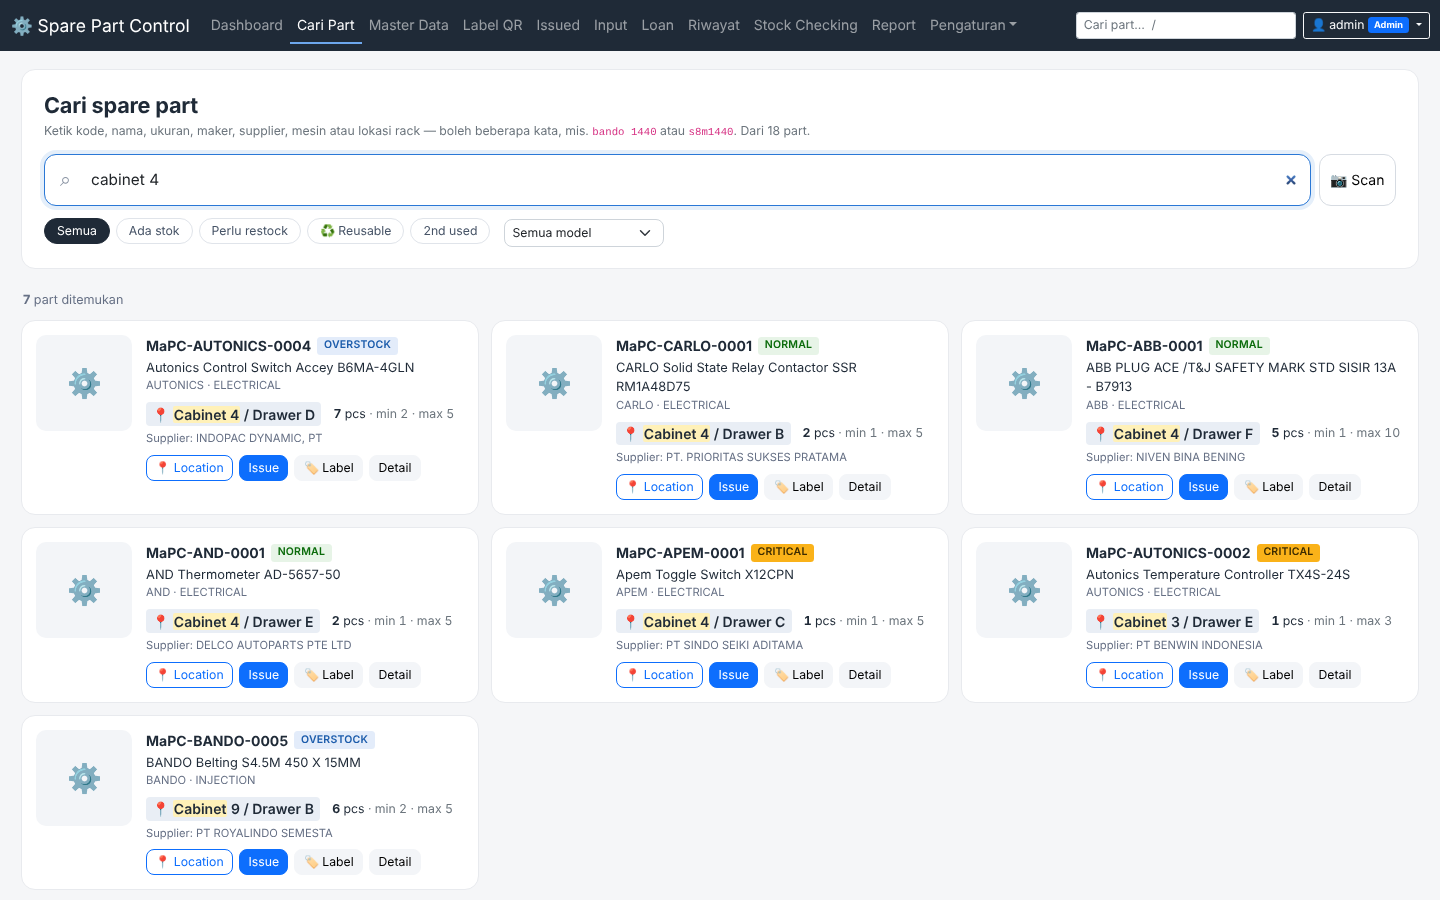 Spare Part Control
Dashboard Cari Part Master Data Label QR Issued Input Loan Riwayat Stock Checking Report Pengaturan
Cari part... /
admin Admin
Cari spare part
Ketik kode, nama, ukuran, maker, supplier, mesin atau lokasi rack — boleh beberapa kata, mis. bando 1440 atau s8m1440. Dari 18 part.
cabinet 4
Scan
Semua Ada stok Perlu restock Reusable 2nd used Semua model
7 part ditemukan
MaPC-AUTONICS-0004 OVERSTOCK
Autonics Control Switch Accey B6MA-4GLN
AUTONICS · ELECTRICAL
Cabinet 4 / Drawer D 7 pcs · min 2 · max 5
Supplier: INDOPAC DYNAMIC, PT
Location Issue Label Detail
MaPC-CARLO-0001 NORMAL
CARLO Solid State Relay Contactor SSR
RM1A48D75
CARLO · ELECTRICAL
Cabinet 4 / Drawer B 2 pcs · min 1 · max 5
Supplier: PT. PRIORITAS SUKSES PRATAMA
Location Issue Label Detail
MaPC-ABB-0001 NORMAL
ABB PLUG ACE /T&J SAFETY MARK STD SISIR 13A
- B7913
ABB · ELECTRICAL
Cabinet 4 / Drawer F 5 pcs · min 1 · max 10
Supplier: NIVEN BINA BENING
Location Issue Label Detail
MaPC-AND-0001 NORMAL
AND Thermometer AD-5657-50
AND · ELECTRICAL
Cabinet 4 / Drawer E 2 pcs · min 1 · max 5
Supplier: DELCO AUTOPARTS PTE LTD
Location Issue Label Detail
MaPC-APEM-0001 CRITICAL
Apem Toggle Switch X12CPN
APEM · ELECTRICAL
Cabinet 4 / Drawer C 1 pcs · min 1 · max 5
Supplier: PT SINDO SEIKI ADITAMA
Location Issue Label Detail
MaPC-AUTONICS-0002 CRITICAL
Autonics Temperature Controller TX4S-24S
AUTONICS · ELECTRICAL
Cabinet 3 / Drawer E 1 pcs · min 1 · max 3
Supplier: PT BENWIN INDONESIA
Location Issue Label Detail
MaPC-BANDO-0005 OVERSTOCK
BANDO Belting S4.5M 450 X 15MM
BANDO · INJECTION
Cabinet 9 / Drawer B 6 pcs · min 2 · max 5
Supplier: PT ROYALINDO SEMESTA
Location Issue Label Detail